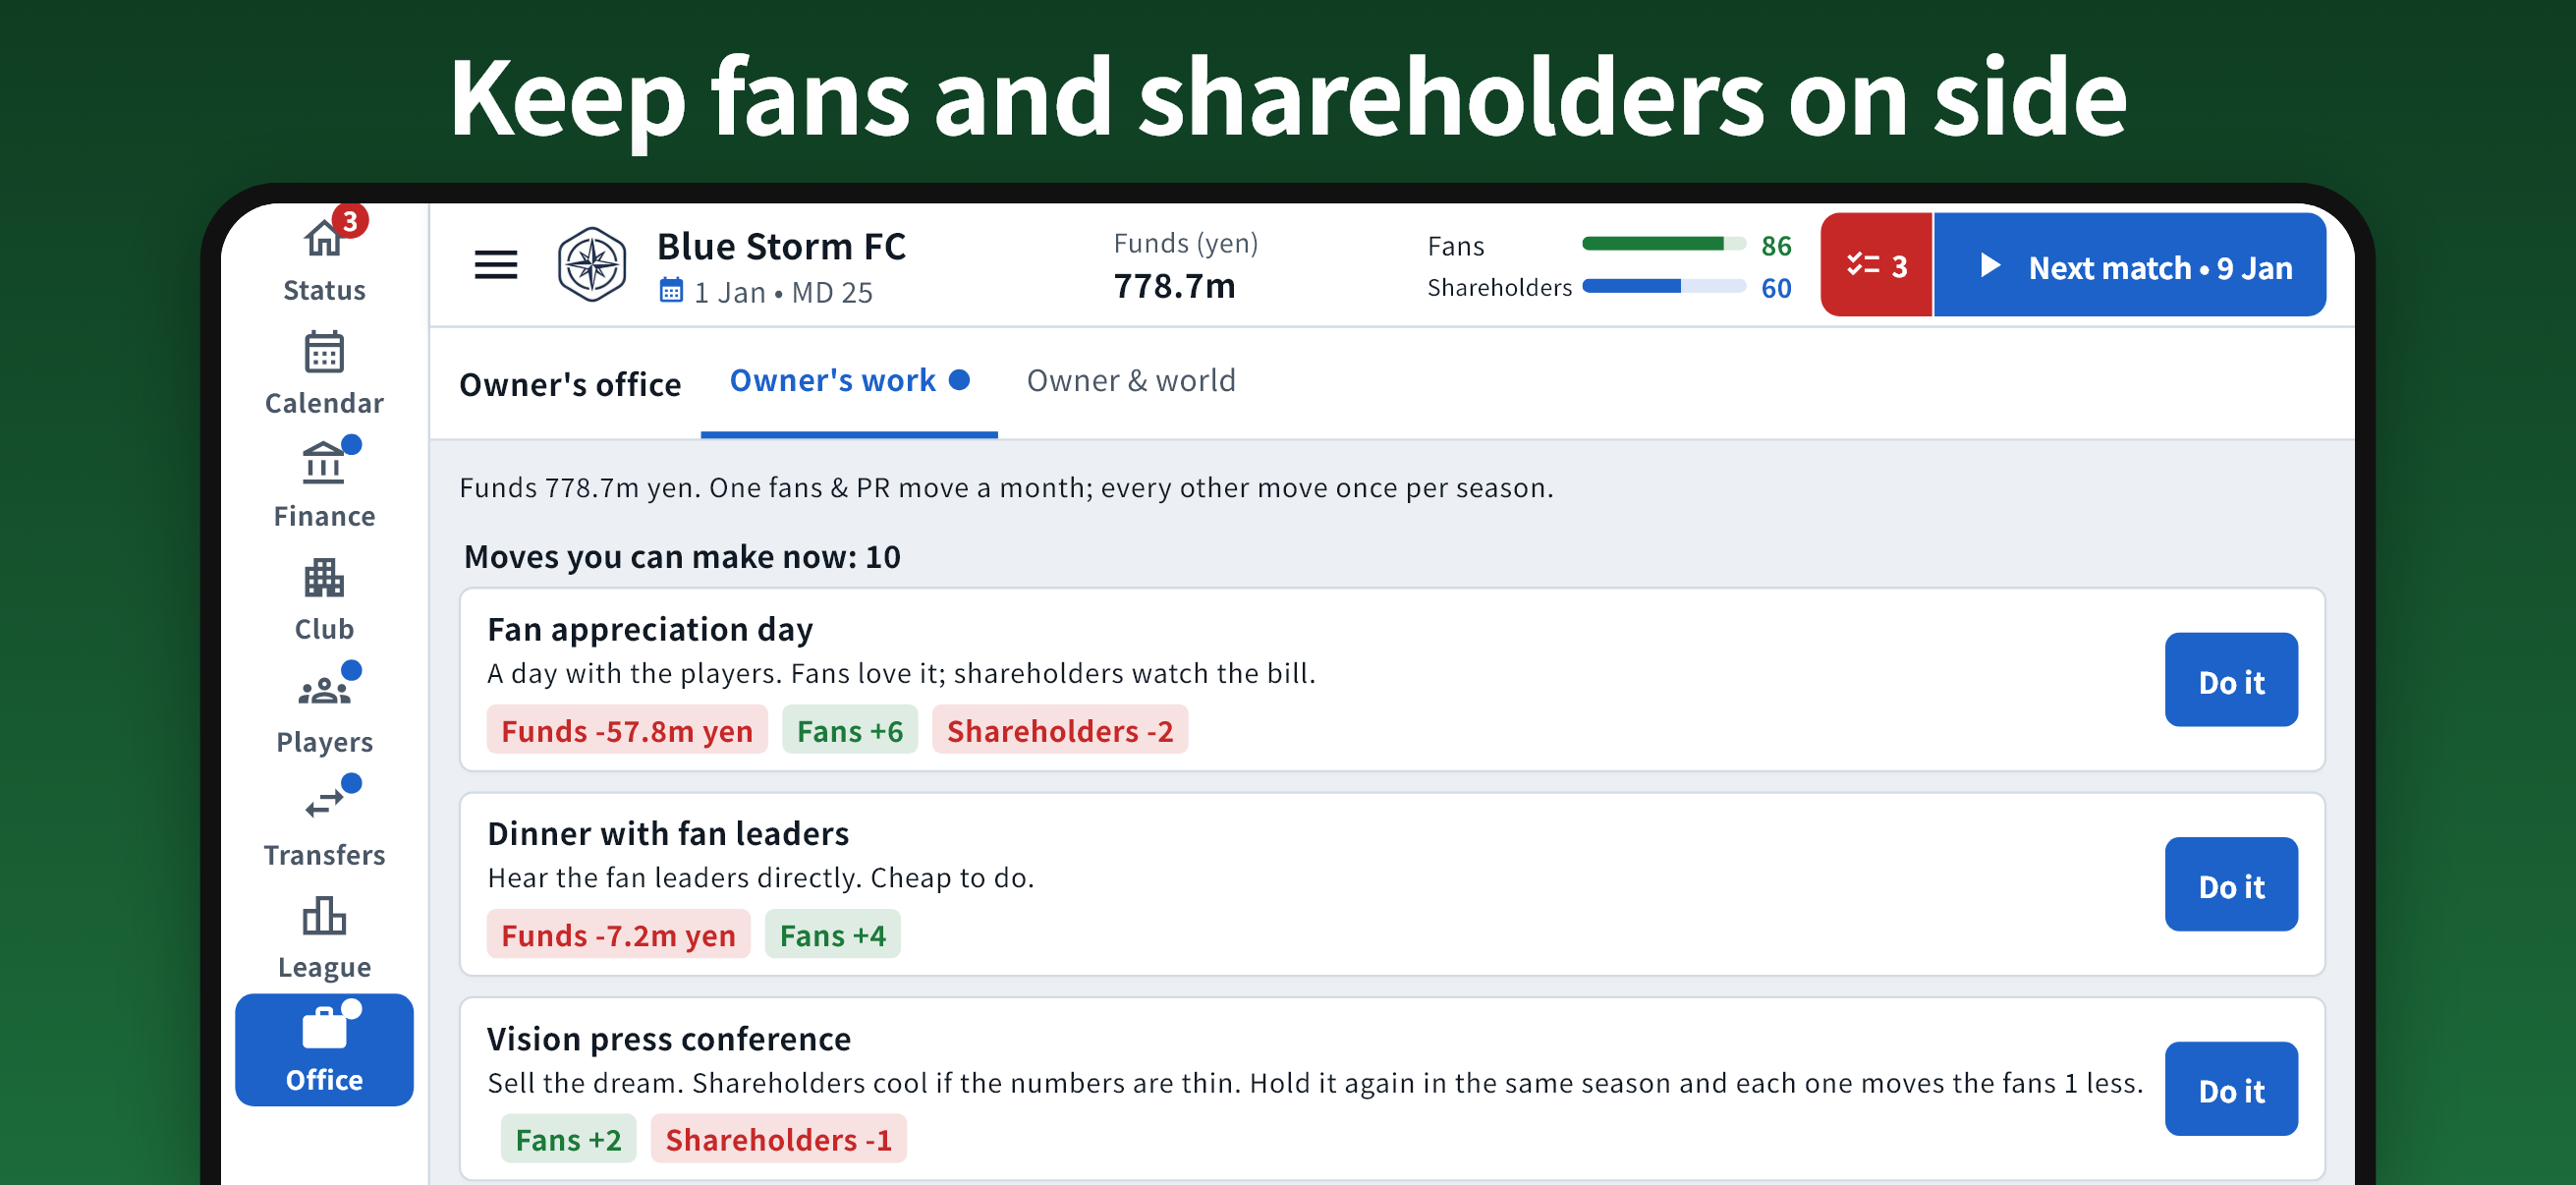 Keep fans and shareholders on side
3
Status
Calendar
Finance
Club
Players
Transfers
League
Office
Blue Storm FC
1 Jan • MD 25
Funds (yen)
778.7m
Fans 86
Shareholders 60
3
Next match • 9 Jan
Owner's office
Owner's work
Owner & world
Funds 778.7m yen. One fans & PR move a month; every other move once per season.
Moves you can make now: 10
Fan appreciation day
A day with the players. Fans love it; shareholders watch the bill.
Funds -57.8m yen Fans +6 Shareholders -2
Do it
Dinner with fan leaders
Hear the fan leaders directly. Cheap to do.
Funds -7.2m yen Fans +4
Do it
Vision press conference
Sell the dream. Shareholders cool if the numbers are thin. Hold it again in the same season and each one moves the fans 1 less.
Fans +2 Shareholders -1
Do it